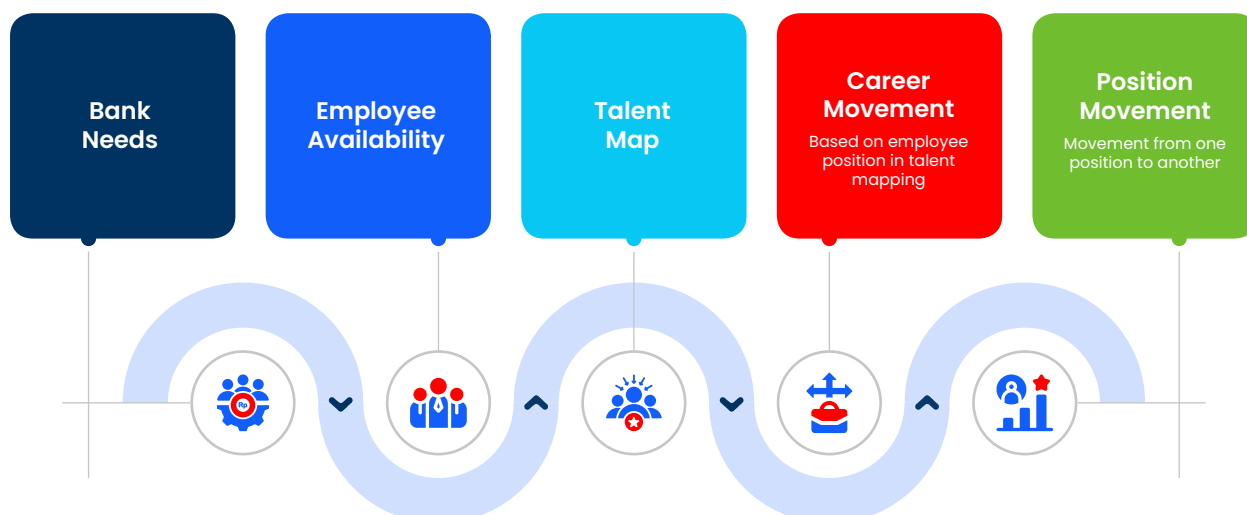 Bank
Needs
Employee
Availability
Talent
Map
Career
Movement
Based on employee
position in talent
mapping
Position
Movement
Movement from one
position to another
Rp